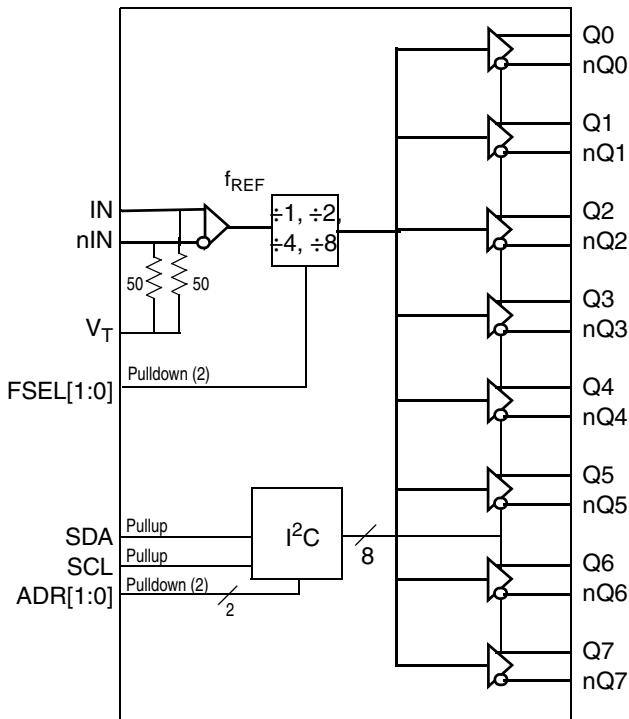 Q0
nQ0
Q1
nQ1
fREF
÷1, ÷2,
÷4, ÷8
IN
nIN
50
50
VT
Q2
nQ2
Q3
nQ3
Pulldown (2)
FSEL[1:0]
Q4
nQ4
Q5
nQ5
SDA
Pullup
I²C
8
SCL
Pullup
ADR[1:0]
Pulldown (2)
2
Q6
nQ6
Q7
nQ7